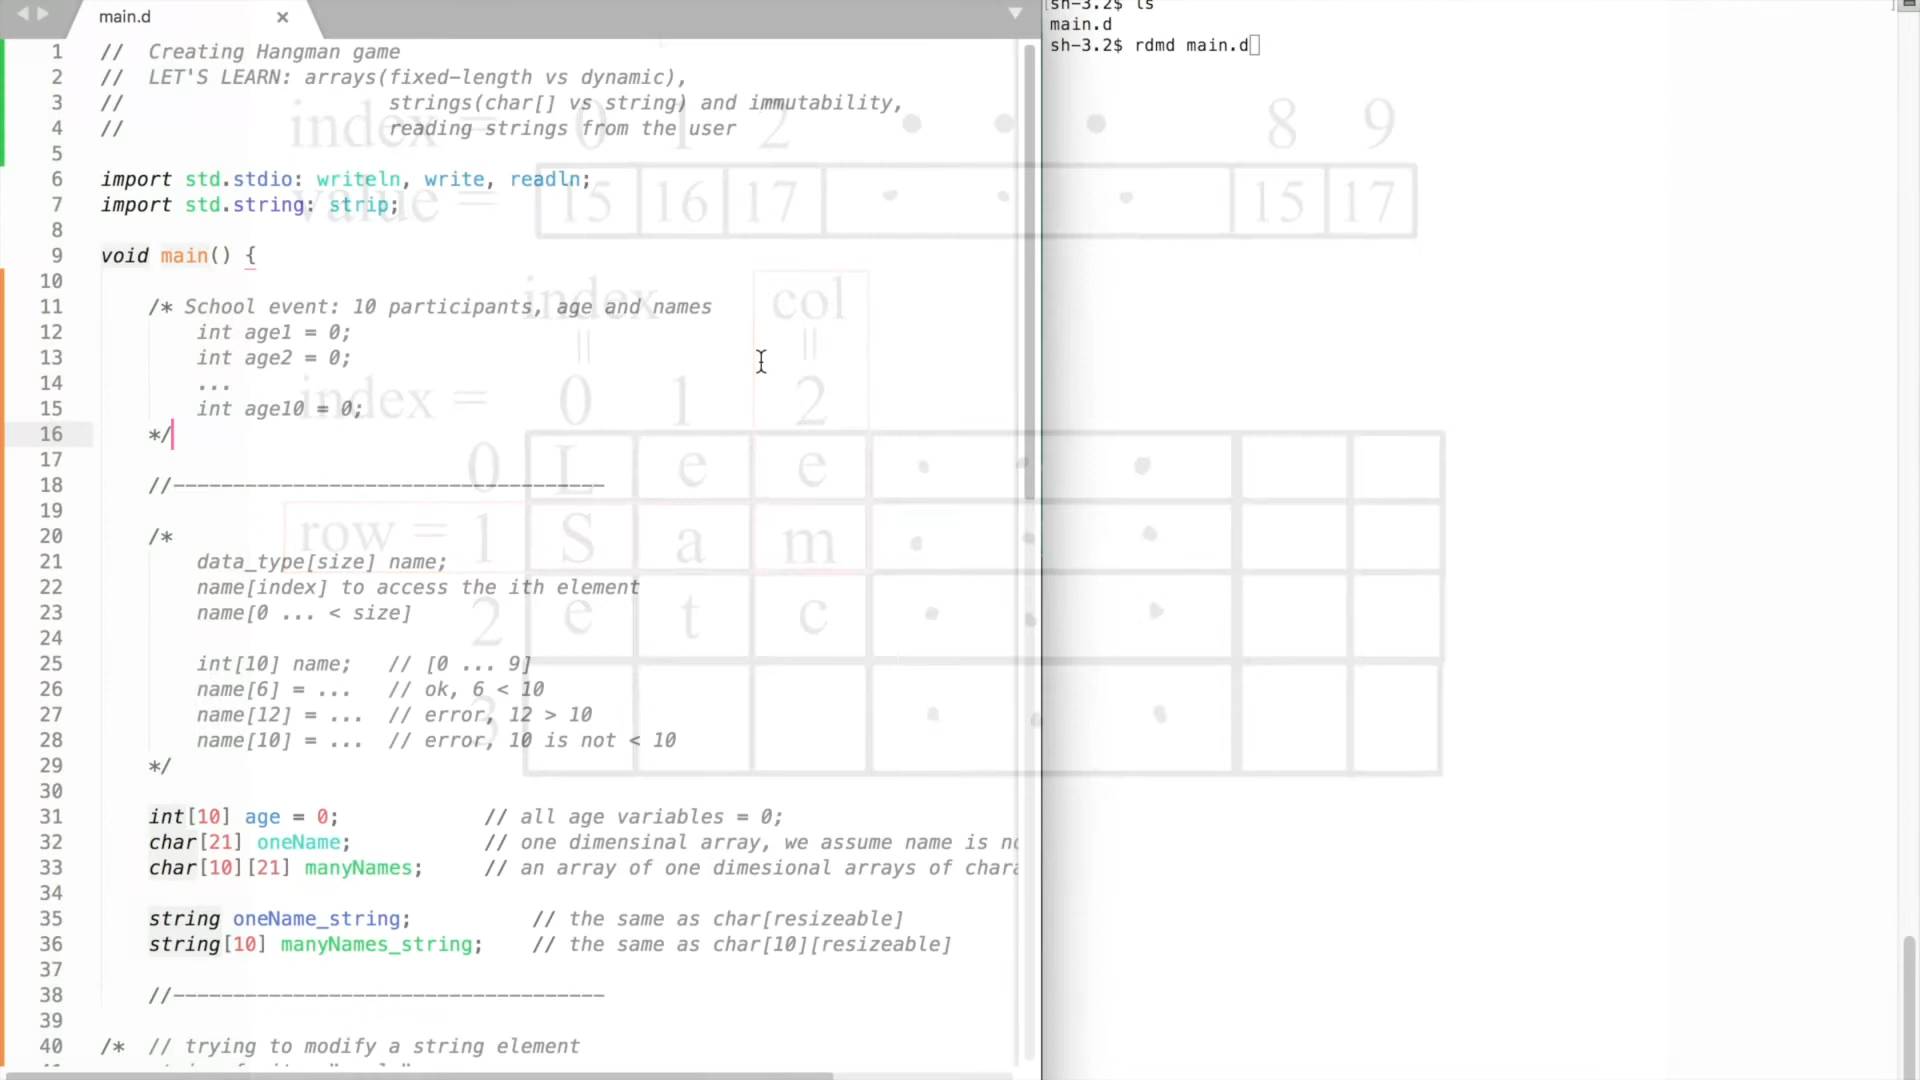 main.d
// Creating Hangman game
// LET'S LEARN: arrays(fixed-length vs dynamic),
// strings(char[] vs string) and immutability,
// reading strings from the user
import std.stdio: writeln, write, readln;
import std.string: strip;
void main() {
/* School event: 10 participants, age and names
int age1 = 0;
int age2 = 0;
...
int age10 = 0;
*/
//------------------------------------
/*
data_type[size] name;
name[index] to access the ith element
name[0 ... < size]
int[10] name; // [0 ... 9]
name[6] = ... // ok, 6 < 10
name[12] = ... // error, 12 > 10
name[10] = ... // error, 10 is not < 10
*/
int[10] age = 0; // all age variables = 0;
char[21] oneName; // one dimensinal array, we assume name is
char[10][21] manyNames; // an array of one dimesional arrays of
string oneName_string; // the same as char[resizeable]
string[10] manyNames_string; // the same as char[10][resizeable]
//------------------------------------
/* // trying to modify a string element
1
2
3
4
5
6
7
8
9
10
11
12
13
14
15
16
17
18
19
20
21
22
23
24
25
26
27
28
29
30
31
32
33
34
35
36
37
38
39
40
sh-3.2$ ls
main.d
sh-3.2$ rdmd main.d
index = 0 1 2 • • • 8 9
value = 15 16 17 • • • 15 17
index col
= =
index = 0 1 2
0 L e e • • •
row = 1 S a m • • •
2 e t c • • •
3 • • •